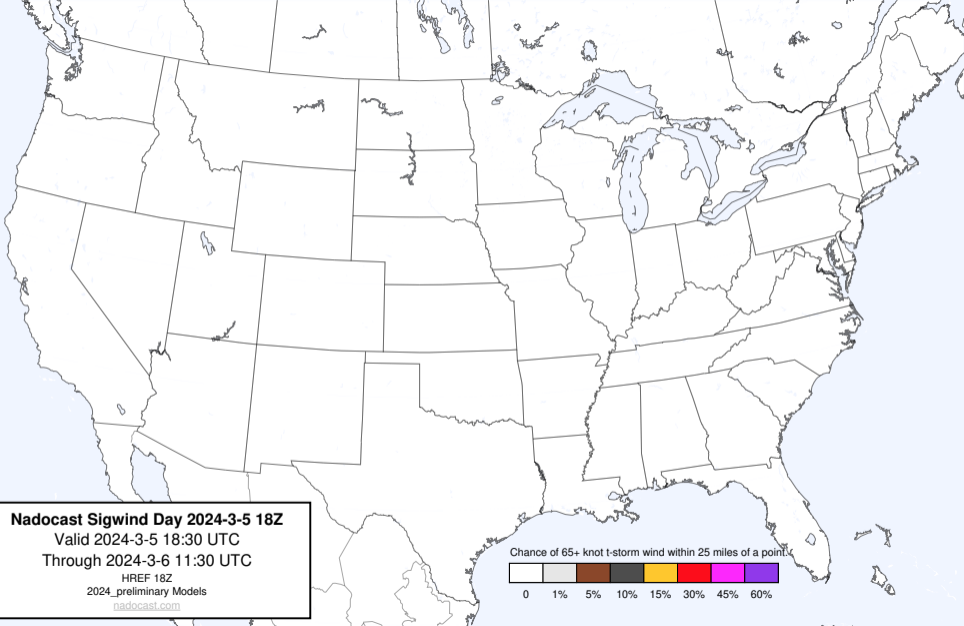 Nadocast Sigwind Day 2024-3-5 18Z
Valid 2024-3-5 18:30 UTC
Through 2024-3-6 11:30 UTC
HREF 18Z
2024_preliminary Models
nadocast.com
Chance of 65+ knot t-storm wind within 25 miles of a point.
0 1% 5% 10% 15% 30% 45% 60%